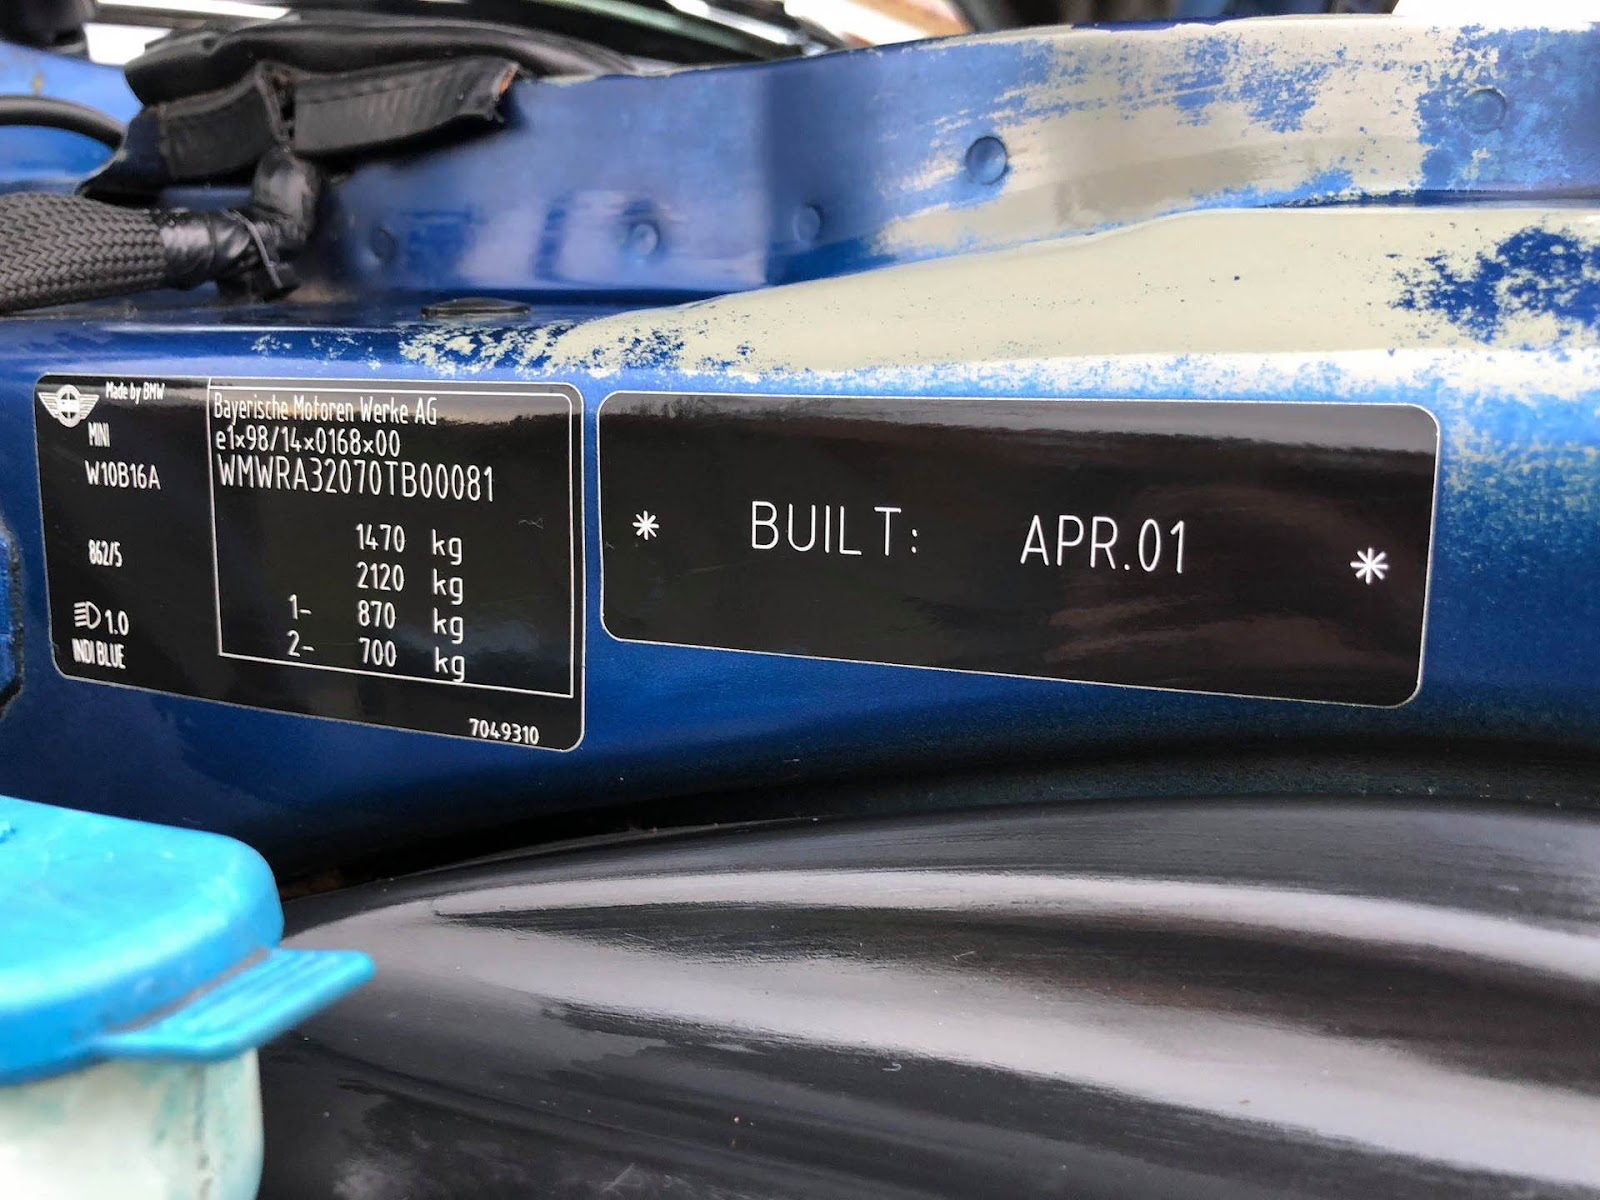 Made by BMW
MINI
W10B16A
862/5
1.0
INDI BLUE
Bayerische Motoren Werke AG
e1×98/14×0168×00
WMWRA32070TB00081
1470 kg
2120 kg
1- 870 kg
2- 700 kg
7049310
* BUILT: APR.01 *